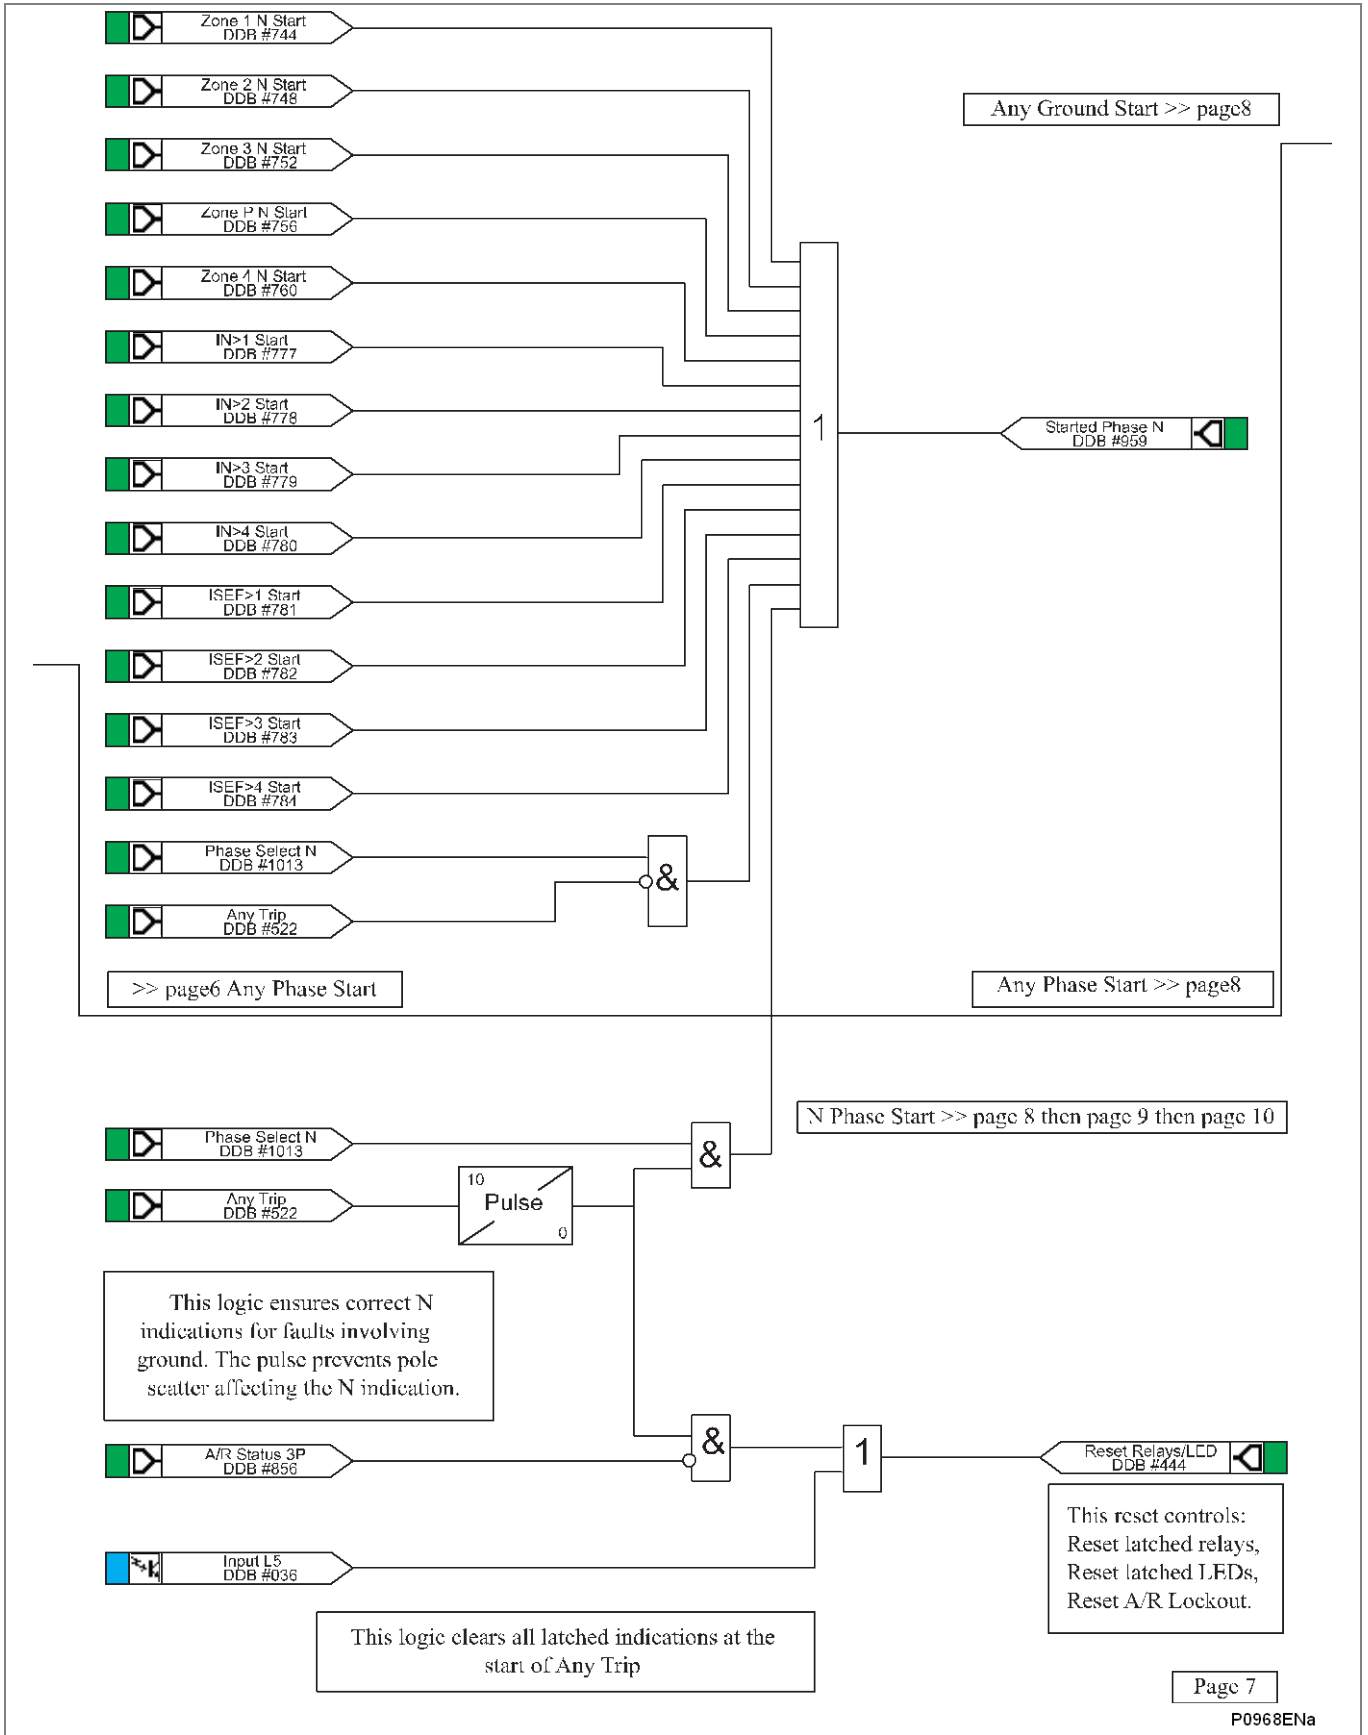 Zone 1 N Start
DDB #744
Zone 2 N Start
DDB #748
Any Ground Start >> page8
Zone 3 N Start
DDB #752
Zone P N Start
DDB #756
Zone 4 N Start
DDB #760
IN>1 Start
DDB #777
IN>2 Start
DDB #778
1
Started Phase N
DDB #959
IN>3 Start
DDB #779
IN>4 Start
DDB #780
ISEF>1 Start
DDB #781
ISEF>2 Start
DDB #782
ISEF>3 Start
DDB #783
ISEF>4 Start
DDB #784
Phase Select N
DDB #1013
&
Any Trip
DDB #522
>> page6 Any Phase Start
Any Phase Start >> page8
N Phase Start >> page 8 then page 9 then page 10
Phase Select N
DDB #1013
&
Any Trip
DDB #522
10
Pulse
0
This logic ensures correct N
indications for faults involving
ground. The pulse prevents pole
scatter affecting the N indication.
A/R Status 3P
DDB #856
&
1
Reset Relays/LED
DDB #444
This reset controls:
Reset latched relays,
Reset latched LEDs,
Reset A/R Lockout.
Input L5
DDB #036
This logic clears all latched indications at the
start of Any Trip
Page 7
P0968ENa